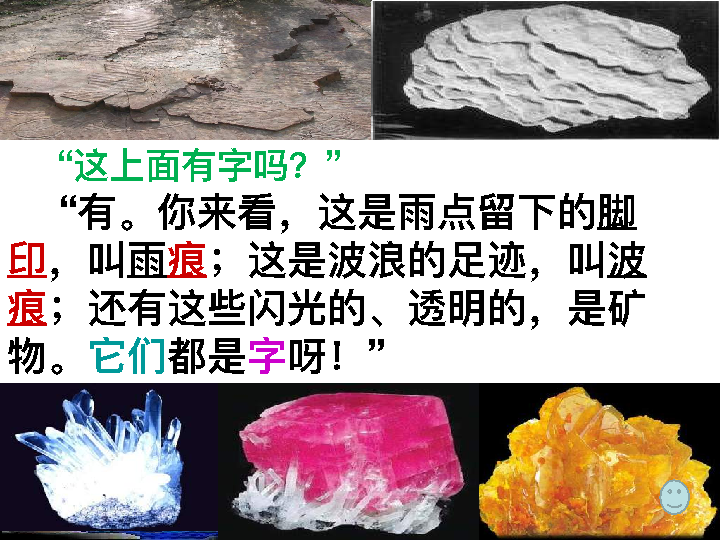 “这上面有字吗？”
“有。你来看，这是雨点留下的脚
印，叫雨痕；这是波浪的足迹，叫波
痕；还有这些闪光的、透明的，是矿
物。它们都是字呀！”